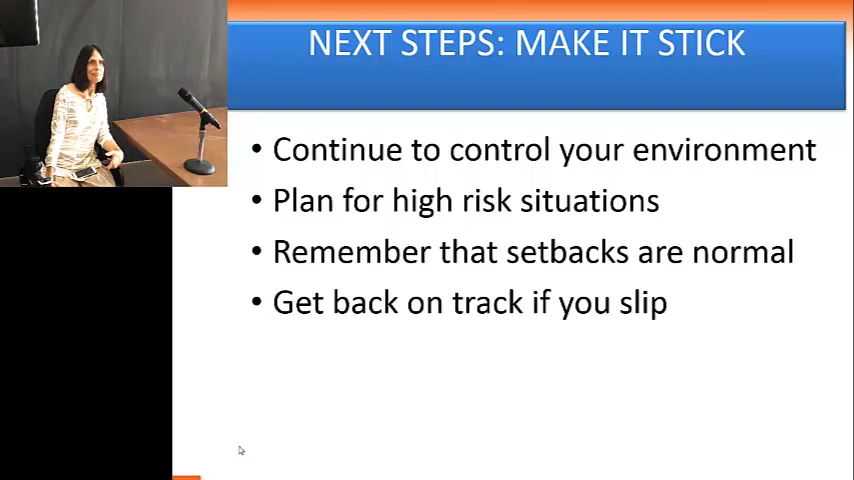 NEXT STEPS: MAKE IT STICK
• Continue to control your environment
• Plan for high risk situations
• Remember that setbacks are normal
• Get back on track if you slip